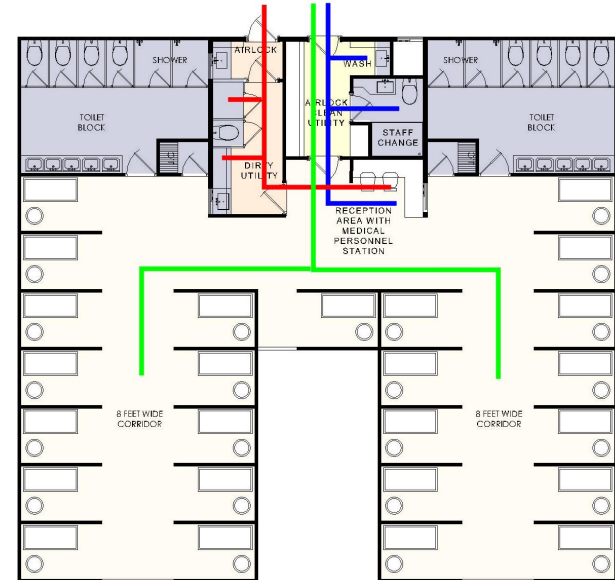 AIRLOCK
SHOWER
WASH
SHOWER
AIRLOCK
CLEAN
UTILITY
TOILET
BLOCK
STAFF
CHANGE
TOILET
BLOCK
DIRTY
UTILITY
RECEPTION
AREA WITH
MEDICAL
PERSONNEL
STATION
8 FEET WIDE
CORRIDOR
8 FEET WIDE
CORRIDOR